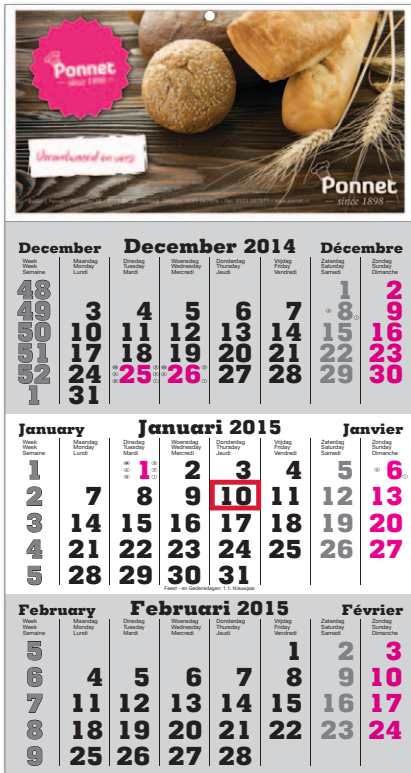 Ponnet
since 1898
Verantwoord en vers
Ponnet
since 1898
December December 2014 Décembre
Week Maandag Dinsdag Woensdag Donderdag Vrijdag Zaterdag Zondag
Week Monday Tuesday Wednesday Thursday Friday Saturday Sunday
Semaine Lundi Mardi Mercredi Jeudi Vendredi Samedi Dimanche
48 1 2
49 3 4 5 6 7 8 9
50 10 11 12 13 14 15 16
51 17 18 19 20 21 22 23
52 24 25 26 27 28 29 30
1 31
January Januari 2015 Janvier
Week Maandag Dinsdag Woensdag Donderdag Vrijdag Zaterdag Zondag
Week Monday Tuesday Wednesday Thursday Friday Saturday Sunday
Semaine Lundi Mardi Mercredi Jeudi Vendredi Samedi Dimanche
1 1 2 3 4 5 6
2 7 8 9 10 11 12 13
3 14 15 16 17 18 19 20
4 21 22 23 24 25 26 27
5 28 29 30 31
Feest - en Gedenkdagen: 1.1. Nieuwjaar
February Februari 2015 Février
Week Maandag Dinsdag Woensdag Donderdag Vrijdag Zaterdag Zondag
Week Monday Tuesday Wednesday Thursday Friday Saturday Sunday
Semaine Lundi Mardi Mercredi Jeudi Vendredi Samedi Dimanche
5 1 2 3
6 4 5 6 7 8 9 10
7 11 12 13 14 15 16 17
8 18 19 20 21 22 23 24
9 25 26 27 28